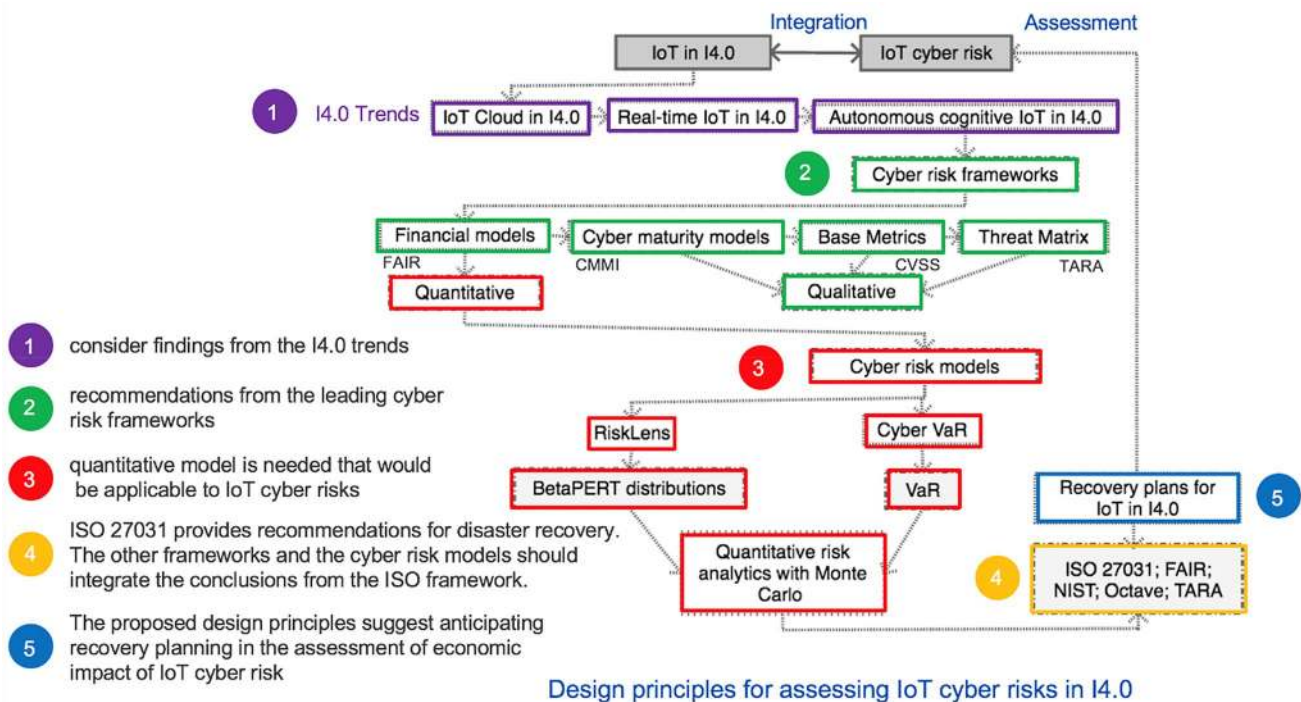 Integration
Assessment
IoT in I4.0
IoT cyber risk
1
I4.0 Trends
IoT Cloud in I4.0
Real-time IoT in I4.0
Autonomous cognitive IoT in I4.0
2
Cyber risk frameworks
Financial models
Cyber maturity models
Base Metrics
Threat Matrix
FAIR
CMMI
CVSS
TARA
Quantitative
Qualitative
1
consider findings from the I4.0 trends
2
recommendations from the leading cyber
risk frameworks
3
quantitative model is needed that would
be applicable to IoT cyber risks
4
ISO 27031 provides recommendations for disaster recovery.
The other frameworks and the cyber risk models should
integrate the conclusions from the ISO framework.
5
The proposed design principles suggest anticipating
recovery planning in the assessment of economic
impact of IoT cyber risk
3
Cyber risk models
RiskLens
Cyber VaR
BetaPERT distributions
VaR
Quantitative risk
analytics with Monte
Carlo
Recovery plans for
IoT in I4.0
5
4
ISO 27031; FAIR;
NIST; Octave; TARA
Design principles for assessing IoT cyber risks in I4.0